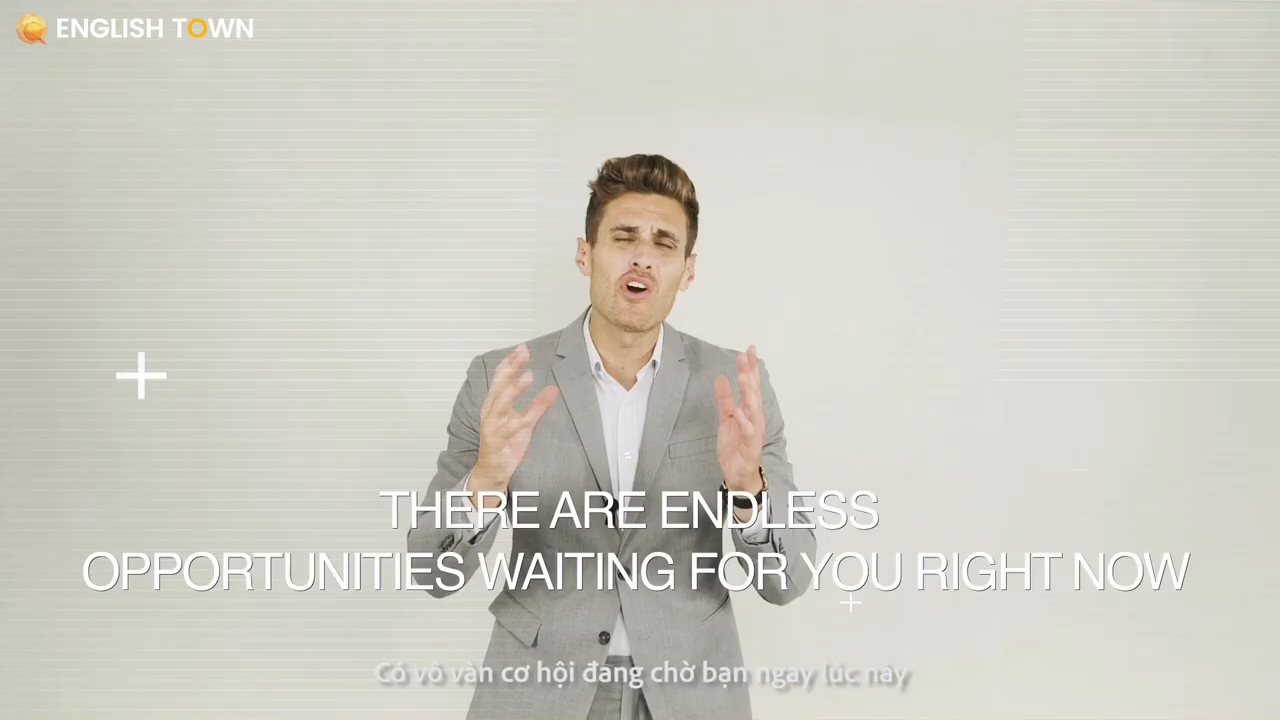 ENGLISH TOWN
THERE ARE ENDLESS
OPPORTUNITIES WAITING FOR YOU RIGHT NOW
Có vô vàn cơ hội đang chờ bạn ngay lúc này